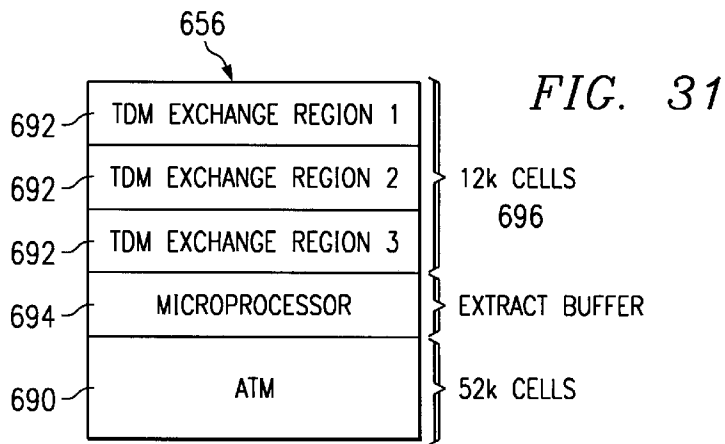 656
FIG. 31
692 TDM EXCHANGE REGION 1
692 TDM EXCHANGE REGION 2 12k CELLS
696
692 TDM EXCHANGE REGION 3
694 MICROPROCESSOR EXTRACT BUFFER
690 ATM 52k CELLS